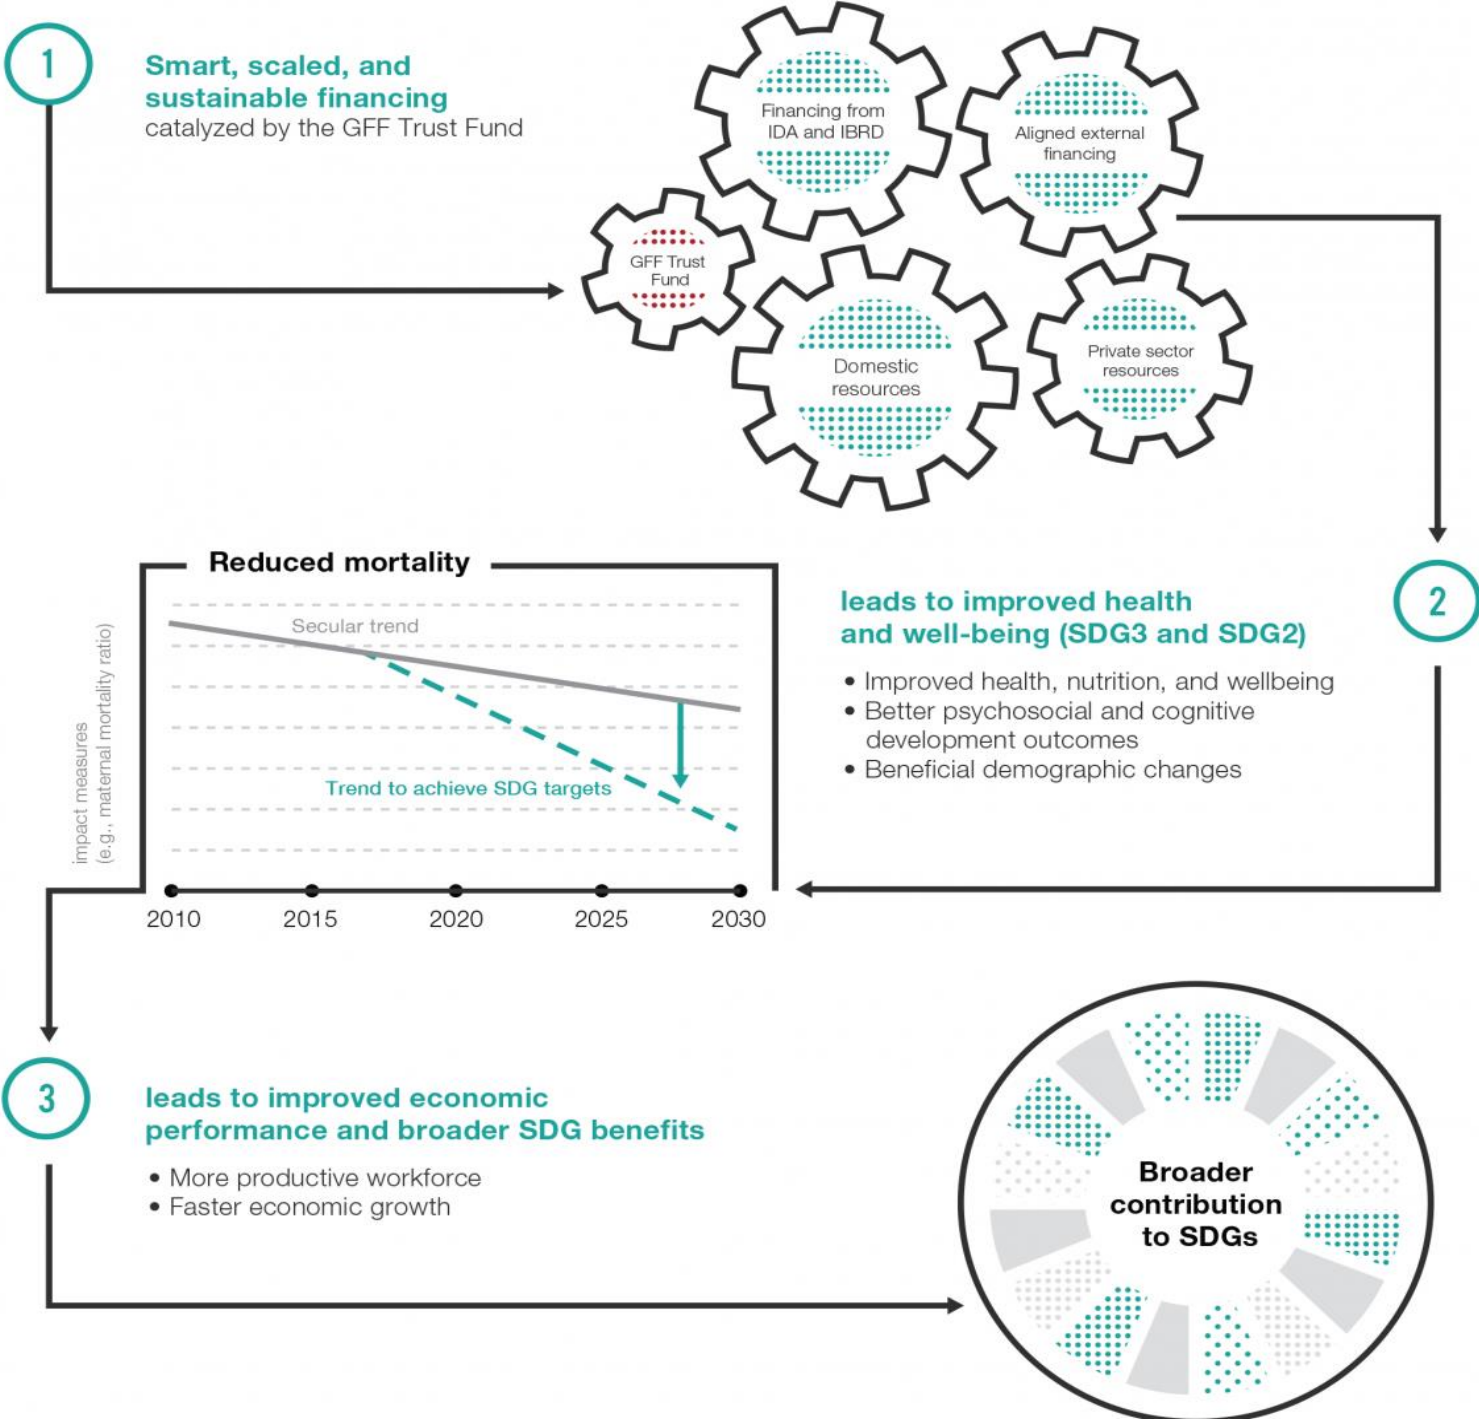 1
Smart, scaled, and
sustainable financing
catalyzed by the GFF Trust Fund
Financing from
IDA and IBRD
Aligned external
financing
GFF Trust
Fund
Domestic
resources
Private sector
resources
2
leads to improved health
and well-being (SDG3 and SDG2)
• Improved health, nutrition, and wellbeing
• Better psychosocial and cognitive
development outcomes
• Beneficial demographic changes
Reduced mortality
impact measures
(e.g., maternal mortality ratio)
Secular trend
Trend to achieve SDG targets
2010 2015 2020 2025 2030
3
leads to improved economic
performance and broader SDG benefits
• More productive workforce
• Faster economic growth
Broader
contribution
to SDGs